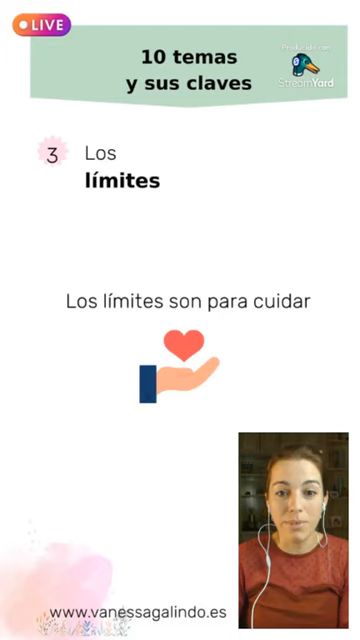 LIVE
10 temas
y sus claves
Producido con
StreamYard
3
Los
límites
Los límites son para cuidar
www.vanessagalindo.es